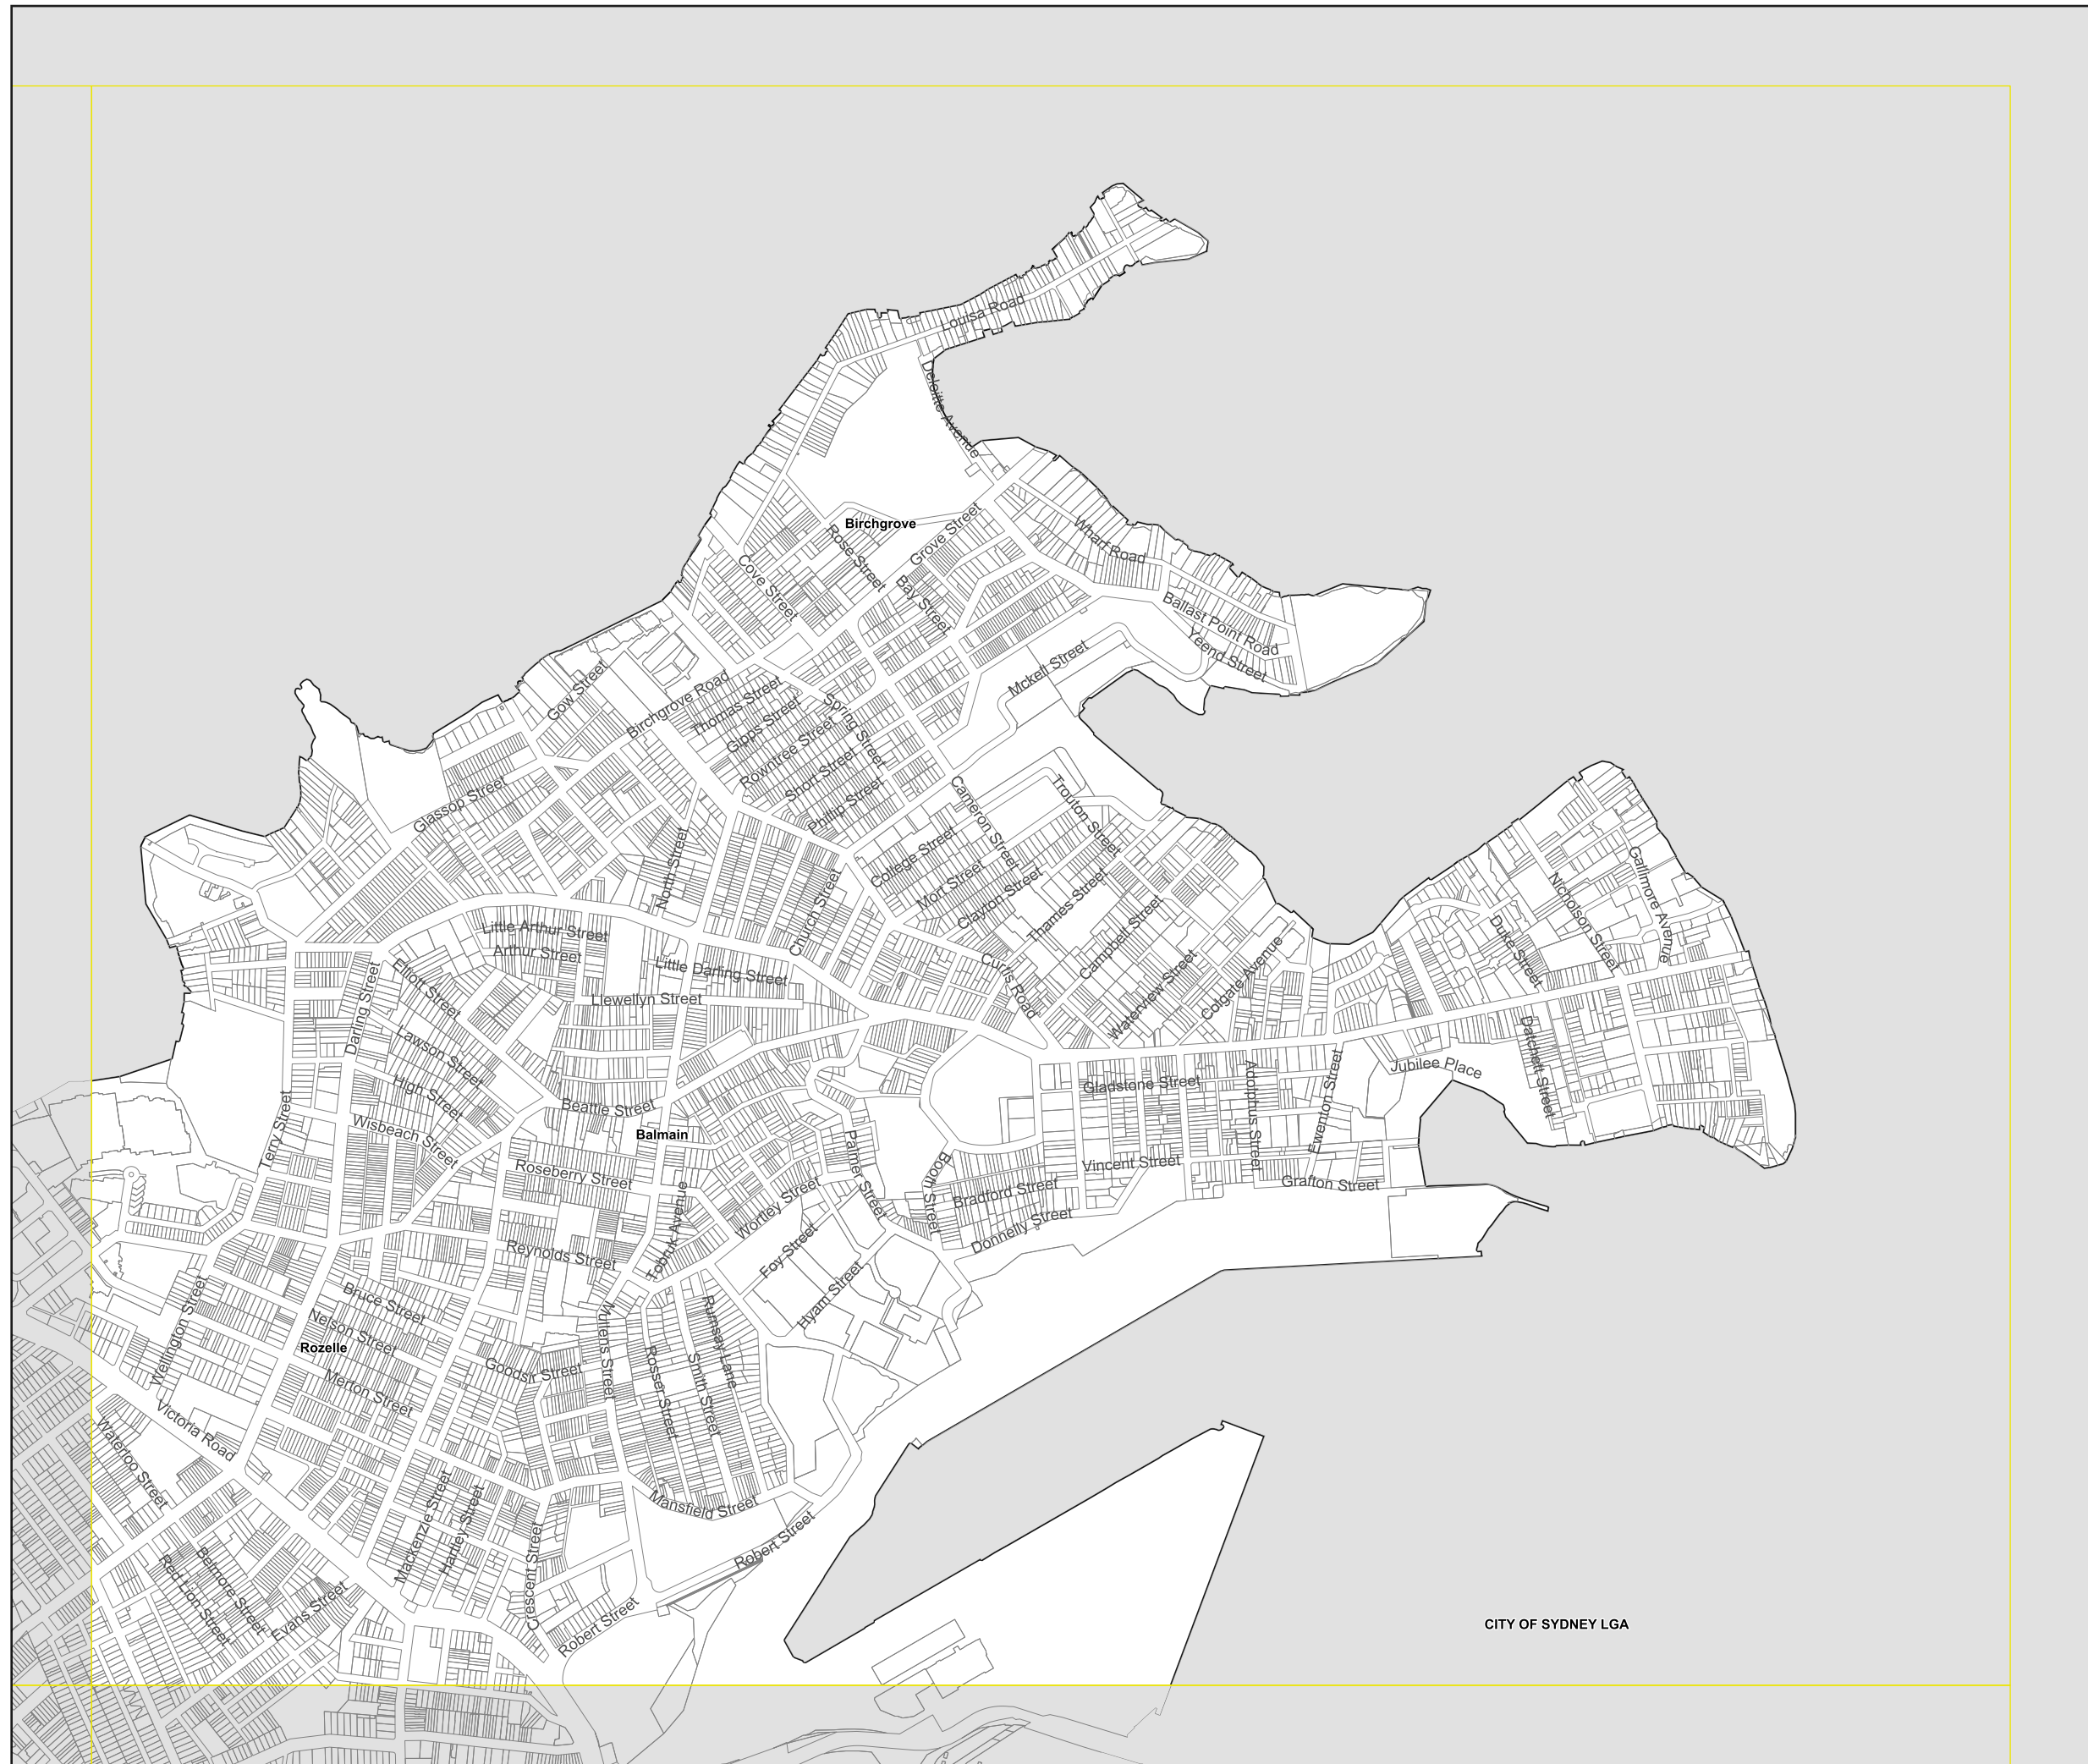 Louisa Road
Deloitte Avenue
Birchgrove
Grove Street
Rose Street
Wharf Road
Cove Street
Bay Street
Ballast Point Road
Yeend Street
Mckell Street
Gow Street
Birchgrove Road
Thomas Street
Gipps Street
Spring Street
Rowntree Street
Short Street
Phillip Street
Glassop Street
Cameron Street
Trouton Street
North Street
College Street
Mort Street
Clayton Street
Church Street
Thames Street
Campbell Street
Gallimore Avenue
Nicholson Street
Duke Street
Little Arthur Street
Arthur Street
Little Darling Street
Curtis Road
Waterview Street
Colgate Avenue
Elliott Street
Darling Street
Llewellyn Street
Lawson Street
High Street
Datchett Street
Jubilee Place
Gladstone Street
Adolphus Street
Ewenton Street
Beattie Street
Terry Street
Wisbeach Street
Balmain
Palmer Street
Boom Street
Vincent Street
Roseberry Street
Bradford Street
Grafton Street
Wortley Street
Tobruk Avenue
Donnelly Street
Reynolds Street
Foy Street
Hyam Street
Bruce Street
Wellington Street
Nelson Street
Rozelle
Mullens Street
Rumsay Lane
Goodsir Street
Rosser Street
Smith Street
Merton Street
Victoria Road
Waterloo Street
Mansfield Street
Mackenzie Street
Hartley Street
Crescent Street
Robert Street
Red Lion Street
Belmore Street
Evans Street
Robert Street
CITY OF SYDNEY LGA